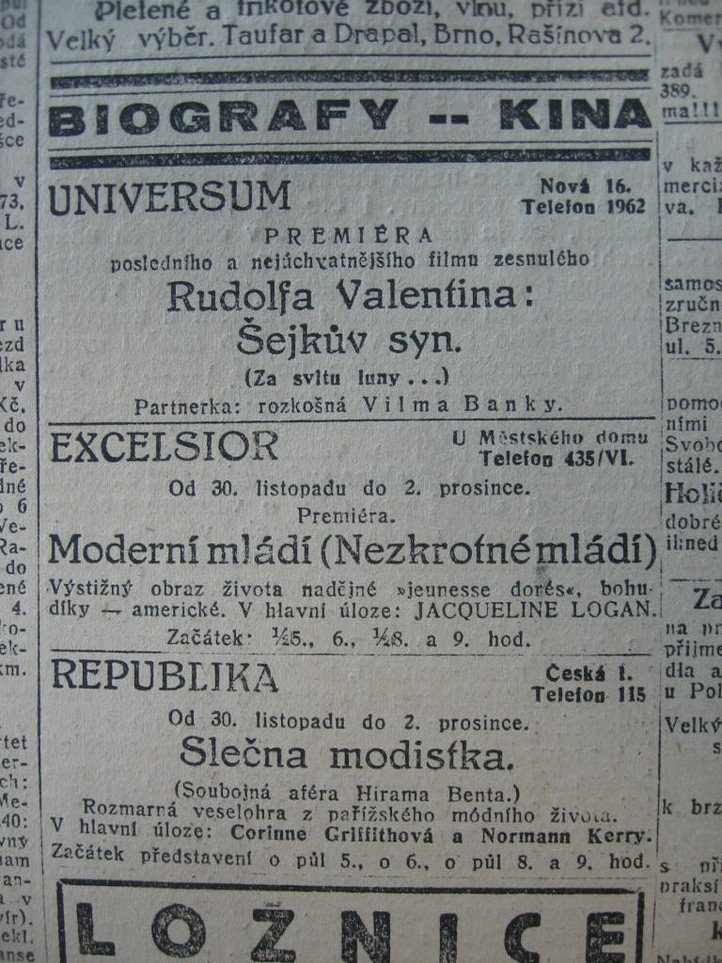 Pletené a trikotové zboží, vlnu, přízi atd.
Velký výběr. Taufar a Drapal, Brno, Rašínova 2.
BIOGRAFY -- KINA
UNIVERSUM
Nová 16.
Telefon 1962
PREMIÉRA
posledního a nejúchvatnějšího filmu zesnulého
Rudolfa Valentina:
Šejkův syn.
(Za svitu luny...)
Partnerka: rozkošná Vilma Banky.
EXCELSIOR
U Městského domu
Telefon 435/VI.
Od 30. listopadu do 2. prosince.
Premiéra.
Moderní mládí (Nezkrotné mládí)
Výstižný obraz života nadějné »jeunesse dorés«, bohu-
díky — americké. V hlavní úloze: JACQUELINE LOGAN.
Začátek: ½5., 6., ½8. a 9. hod.
REPUBLIKA
Česká 1.
Telefon 115
Od 30. listopadu do 2. prosince.
Slečna modistka.
(Soubojná aféra Hirama Benta.)
Rozmarná veselohra z pařížského módního života.
V hlavní úloze: Corinne Griffithová a Normann Kerry.
Začátek představení o půl 5., o 6., o půl 8. a 9. hod.
LOŽNICE